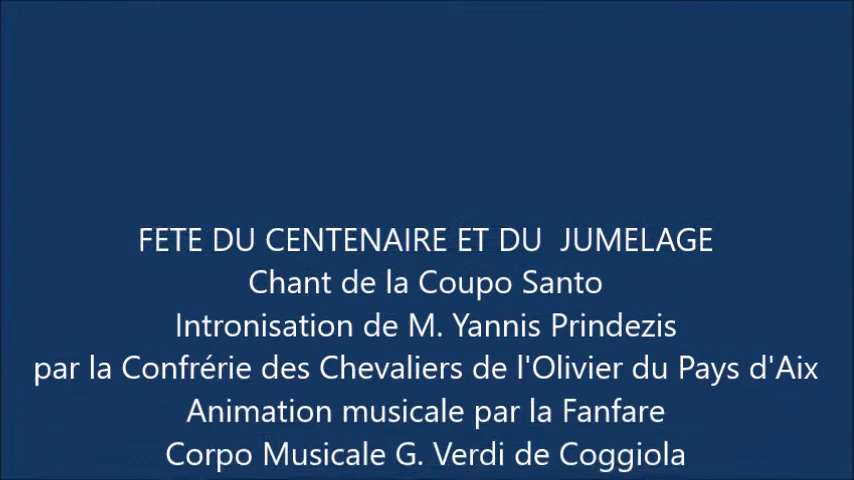 FETE DU CENTENAIRE ET DU  JUMELAGE
Chant de la Coupo Santo
Intronisation de M. Yannis Prindezis
par la Confrérie des Chevaliers de l'Olivier du Pays d'Aix
Animation musicale par la Fanfare
Corpo Musicale G. Verdi de Coggiola